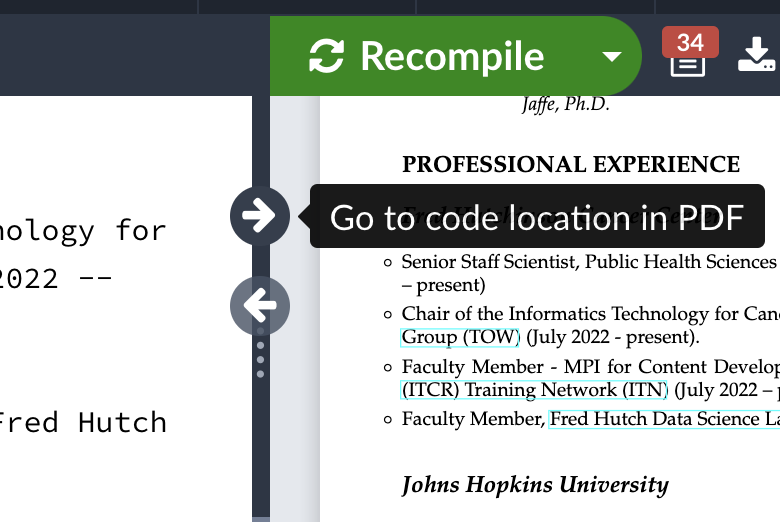 Recompile
34
Jaffe, Ph.D.
PROFESSIONAL EXPERIENCE
nology for
Go to code location in PDF
2022 --
Senior Staff Scientist, Public Health Sciences
– present)
Chair of the Informatics Technology for Can
Group (TOW) (July 2022 - present).
Faculty Member - MPI for Content Develop
(ITCR) Training Network (ITN) (July 2022 – p
Fred Hutch
Faculty Member, Fred Hutch Data Science La
Johns Hopkins University